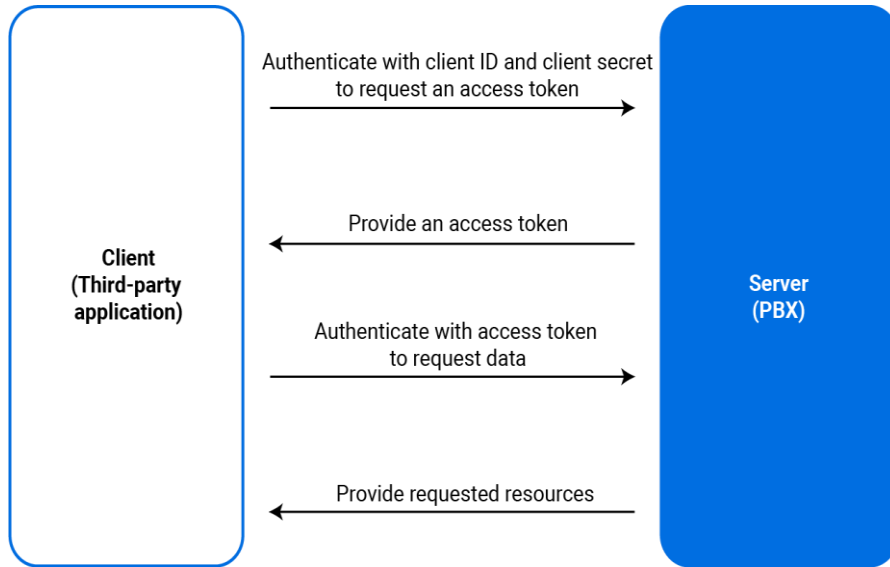 Authenticate with client ID and client secret
to request an access token
Provide an access token
Client
(Third-party
application)
Server
(PBX)
Authenticate with access token
to request data
Provide requested resources